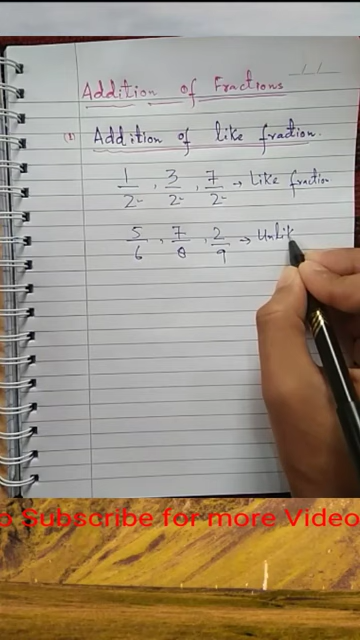 Addition of Fractions
(1) Addition of like fraction.
1/2, 3/2, 7/2 → Like fraction
5/6, 7/8, 2/9 → Unlik
o Subscribe for more Video